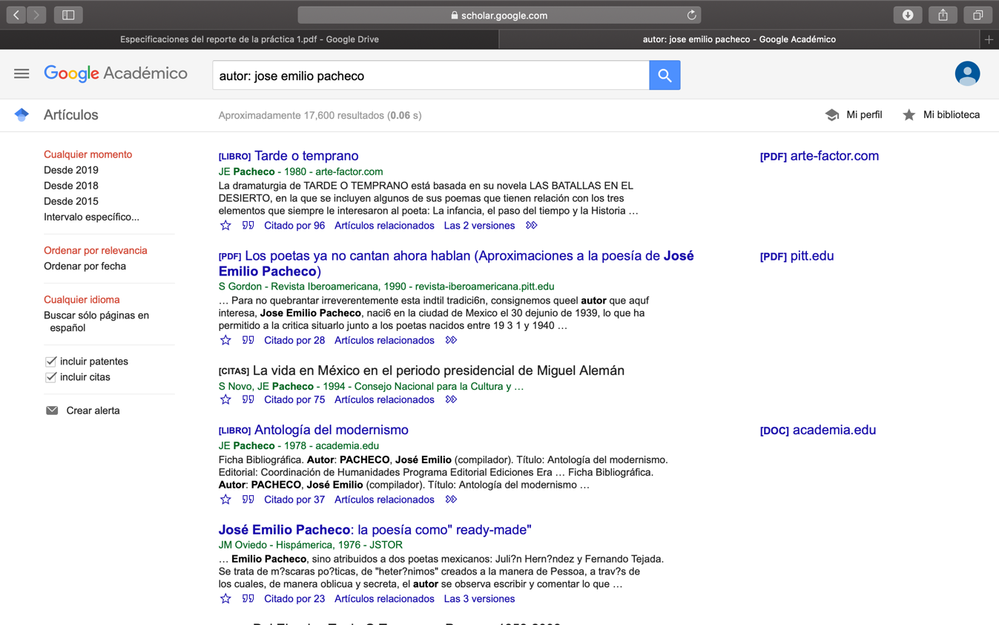 scholar.google.com
Especificaciones del reporte de la práctica 1.pdf - Google Drive
autor: jose emilio pacheco - Google Académico
Google Académico
autor: jose emilio pacheco
Artículos
Aproximadamente 17,600 resultados (0.06 s)
Mi perfil
Mi biblioteca
Cualquier momento
Desde 2019
Desde 2018
Desde 2015
Intervalo específico...
Ordenar por relevancia
Ordenar por fecha
Cualquier idioma
Buscar sólo páginas en
español
incluir patentes
incluir citas
Crear alerta
[LIBRO] Tarde o temprano
JE Pacheco - 1980 - arte-factor.com
La dramaturgia de TARDE O TEMPRANO está basada en su novela LAS BATALLAS EN EL
DESIERTO, en la que se incluyen algunos de sus poemas que tienen relación con los tres
elementos que siempre le interesaron al poeta: La infancia, el paso del tiempo y la Historia …
Citado por 96 Artículos relacionados Las 2 versiones
[PDF] arte-factor.com
[PDF] Los poetas ya no cantan ahora hablan (Aproximaciones a la poesía de José
Emilio Pacheco)
S Gordon - Revista Iberoamericana, 1990 - revista-iberoamericana.pitt.edu
… Para no quebrantar irreverentemente esta indtil tradici6n, consignemos queel autor que aquf
interesa, Jose Emilio Pacheco, naci6 en la ciudad de Mexico el 30 dejunio de 1939, lo que ha
permitido a la critica situarlo junto a los poetas nacidos entre 19 3 1 y 1940 …
Citado por 28 Artículos relacionados
[PDF] pitt.edu
[CITAS] La vida en México en el periodo presidencial de Miguel Alemán
S Novo, JE Pacheco - 1994 - Consejo Nacional para la Cultura y …
Citado por 75 Artículos relacionados
[LIBRO] Antología del modernismo
JE Pacheco - 1978 - academia.edu
Ficha Bibliográfica. Autor: PACHECO, José Emilio (compilador). Título: Antología del modernismo.
Editorial: Coordinación de Humanidades Programa Editorial Ediciones Era … Ficha Bibliográfica.
Autor: PACHECO, José Emilio (compilador). Título: Antología del modernismo …
Citado por 37 Artículos relacionados
[DOC] academia.edu
José Emilio Pacheco: la poesía como" ready-made"
JM Oviedo - Hispámerica, 1976 - JSTOR
… Emilio Pacheco, sino atribuidos a dos poetas mexicanos: Juli?n Hern?ndez y Fernando Tejada.
Se trata de m?scaras po?ticas, de "heter?nimos" creados a la manera de Pessoa, a trav?s de
los cuales, de manera oblicua y secreta, el autor se observa escribir y comentar lo que …
Citado por 23 Artículos relacionados Las 3 versiones